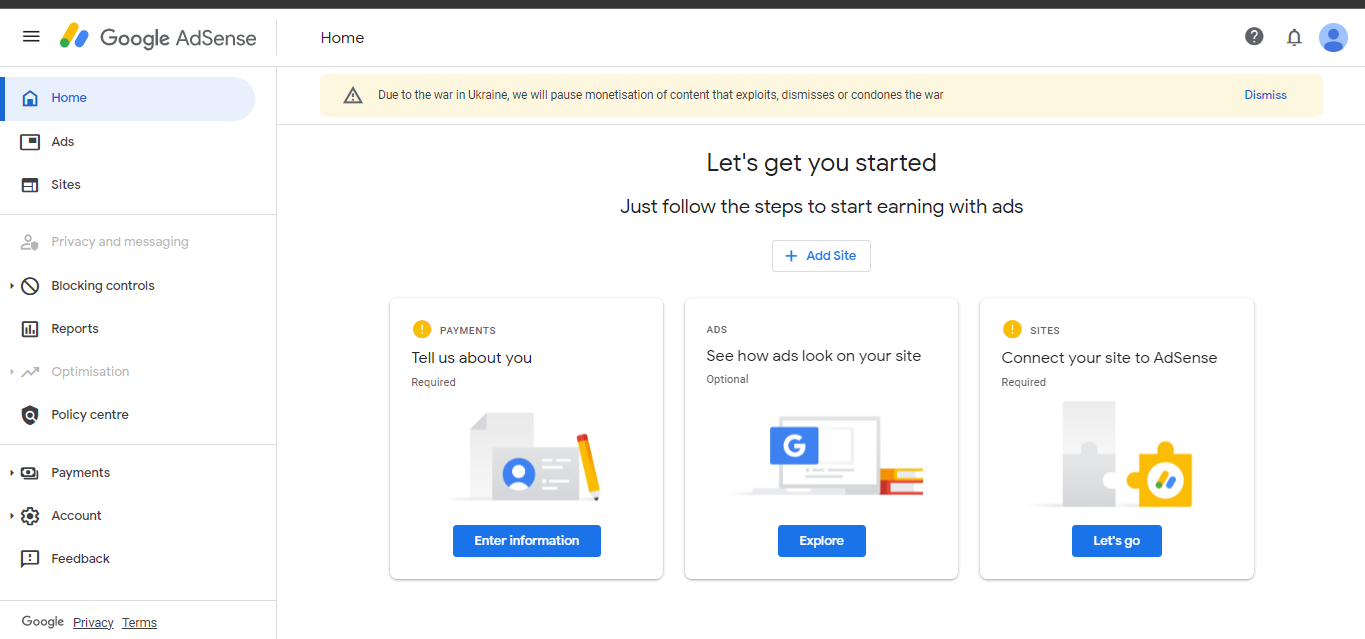 Google AdSense
Home
Due to the war in Ukraine, we will pause monetisation of content that exploits, dismisses or condones the war
Dismiss
Home
Ads
Sites
Privacy and messaging
Blocking controls
Reports
Optimisation
Policy centre
Payments
Account
Feedback
Google Privacy Terms
Let's get you started
Just follow the steps to start earning with ads
+ Add Site
! PAYMENTS
Tell us about you
Required
Enter information
ADS
See how ads look on your site
Optional
G
Explore
! SITES
Connect your site to AdSense
Required
Let's go